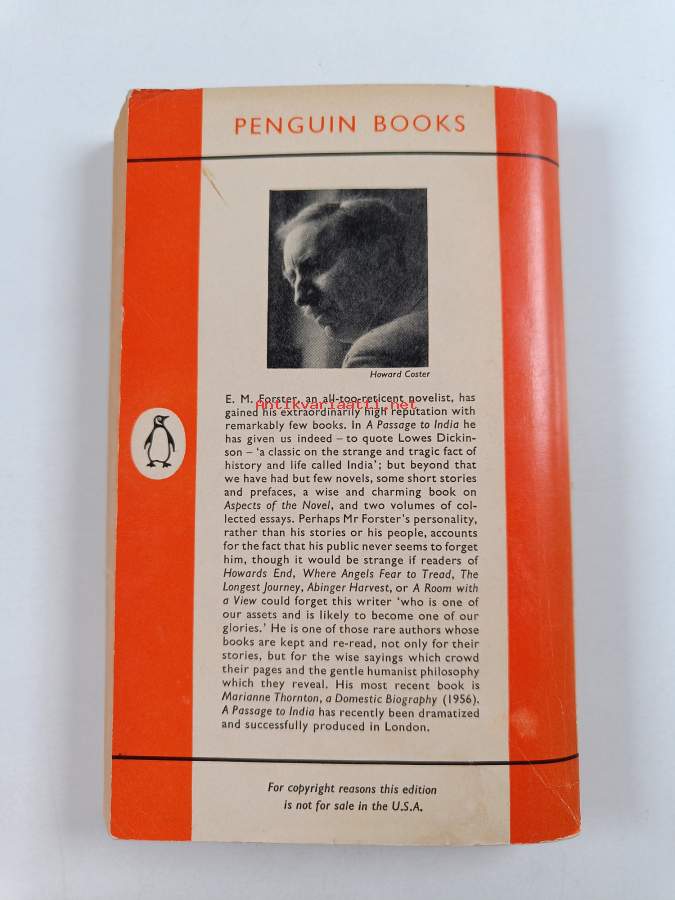 PENGUIN BOOKS
Howard Coster
E. M. Forster, an all-too-reticent novelist, has
Antikvariaatti.net
gained his extraordinarily high reputation with
remarkably few books. In A Passage to India he
has given us indeed – to quote Lowes Dickin-
son – ‘a classic on the strange and tragic fact of
history and life called India’; but beyond that
we have had but few novels, some short stories
and prefaces, a wise and charming book on
Aspects of the Novel, and two volumes of col-
lected essays. Perhaps Mr Forster’s personality,
rather than his stories or his people, accounts
for the fact that his public never seems to forget
him, though it would be strange if readers of
Howards End, Where Angels Fear to Tread, The
Longest Journey, Abinger Harvest, or A Room with
a View could forget this writer ‘who is one of
our assets and is likely to become one of our
glories.’ He is one of those rare authors whose
books are kept and re-read, not only for their
stories, but for the wise sayings which crowd
their pages and the gentle humanist philosophy
which they reveal. His most recent book is
Marianne Thornton, a Domestic Biography (1956).
A Passage to India has recently been dramatized
and successfully produced in London.
For copyright reasons this edition
is not for sale in the U.S.A.